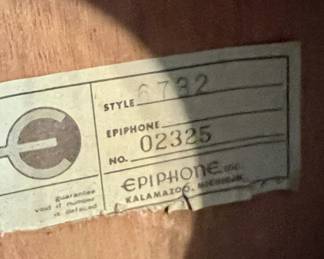 STYLE 6732
EPIPHONE
NO. 02325
EPIPHONE, INC.
KALAMAZOO, MICHIGAN
guarantee
void if number
is defaced